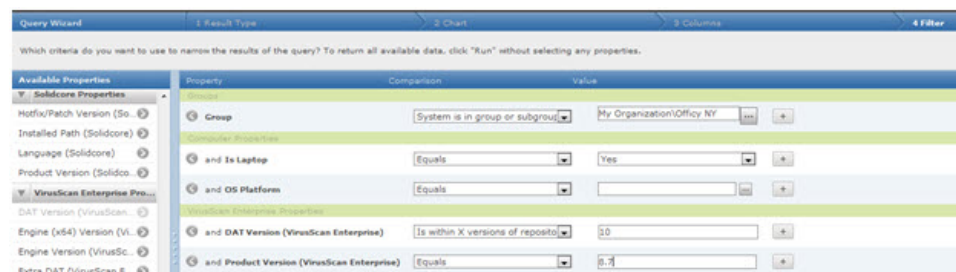 Query Wizard 1 Result Type 2 Chart 3 Columns 4 Filter
Which criteria do you want to use to narrow the results of the query? To return all available data, click "Run" without selecting any properties.
Available Properties Property Comparison Value
Solidcore Properties
Groups
Hotfix/Patch Version (So...
Group System is in group or subgroup My Organization\Officy NY ... +
Installed Path (Solidcore)
Computer Properties
Language (Solidcore)
and Is Laptop Equals Yes +
Product Version (Solidco...
VirusScan Enterprise Pro...
and OS Platform Equals ... +
DAT Version (VirusScan...
VirusScan Enterprise Properties
Engine (x64) Version (Vi...
and DAT Version (VirusScan Enterprise) Is within X versions of reposito 10 +
Engine Version (VirusSc...
and Product Version (VirusScan Enterprise) Equals 8.7 +
Extra DAT (VirusScan E...